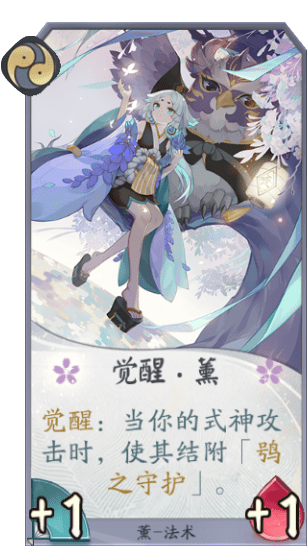 觉醒·薰
觉醒：当你的式神攻
击时，使其结附「鸮
之守护」。
+1
+1
薰-法术